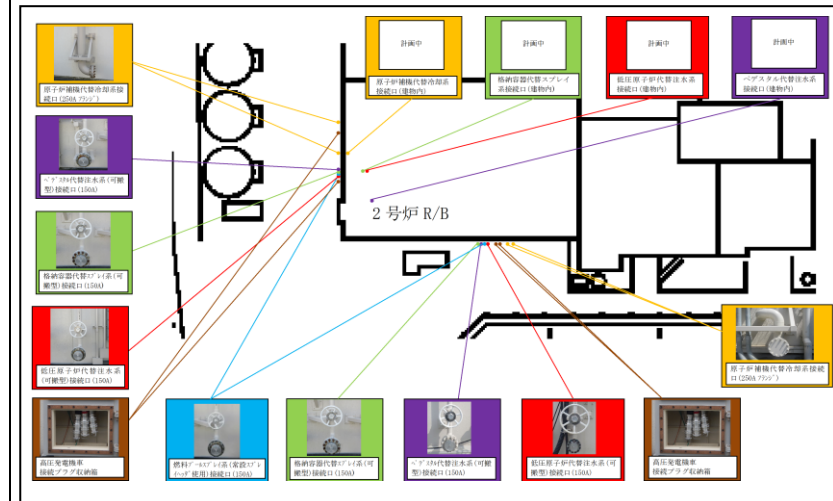 計画中
原子炉補機代替冷却系
接続口(建物内)
計画中
格納容器代替スプレイ
系接続口(建物内)
計画中
低圧原子炉代替注水系
接続口(建物内)
計画中
ペデスタル代替注水系
接続口(建物内)
原子炉補機代替冷却系接
続口(250A フランジ)
ペデスタル代替注水系(可搬
型)接続口(150A)
格納容器代替スプレイ系(可
搬型)接続口(150A)
低圧原子炉代替注水系
(可搬型)接続口(150A)
高圧発電機車
接続プラグ収納箱
2号炉 R/B
原子炉補機代替冷却系接続
口(250A フランジ)
燃料プールスプレイ系(常設スプレ
イヘッダ使用)接続口(150A)
格納容器代替スプレイ系(可
搬型)接続口(150A)
ペデスタル代替注水系(可搬
型)接続口(150A)
低圧原子炉代替注水系(可
搬型)接続口(150A)
高圧発電機車
接続プラグ収納箱